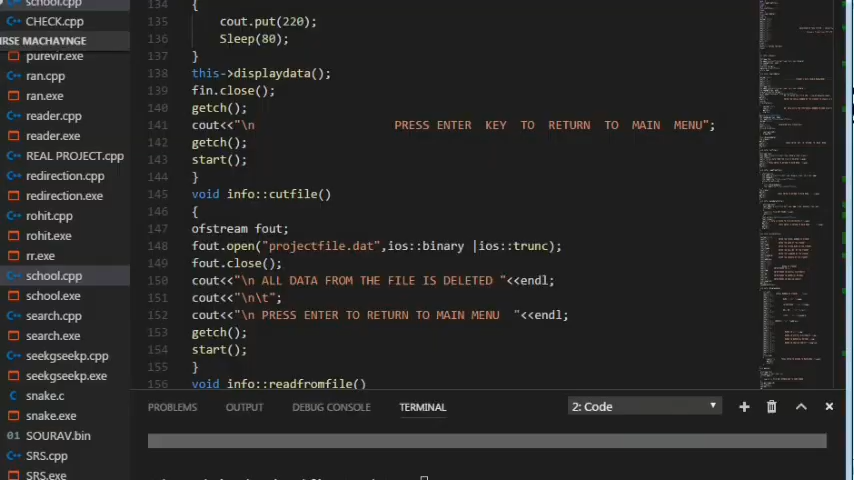 school.cpp
CHECK.cpp
IRSE MACHAYNGE
purevir.exe
ran.cpp
ran.exe
reader.cpp
reader.exe
REAL PROJECT.cpp
redirection.cpp
redirection.exe
rohit.cpp
rohit.exe
rr.exe
school.cpp
school.exe
search.cpp
search.exe
seekgseekp.cpp
seekgseekp.exe
snake.c
snake.exe
SOURAV.bin
SRS.cpp
SRS.exe
134 {
135 cout.put(220);
136 Sleep(80);
137 }
138 this->displaydata();
139 fin.close();
140 getch();
141 cout<<"\n PRESS ENTER KEY TO RETURN TO MAIN MENU";
142 getch();
143 start();
144 }
145 void info::cutfile()
146 {
147 ofstream fout;
148 fout.open("projectfile.dat",ios::binary |ios::trunc);
149 fout.close();
150 cout<<"\n ALL DATA FROM THE FILE IS DELETED "<<endl;
151 cout<<"\n\t";
152 cout<<"\n PRESS ENTER TO RETURN TO MAIN MENU "<<endl;
153 getch();
154 start();
155 }
156 void info::readfromfile()
PROBLEMS OUTPUT DEBUG CONSOLE TERMINAL 2: Code